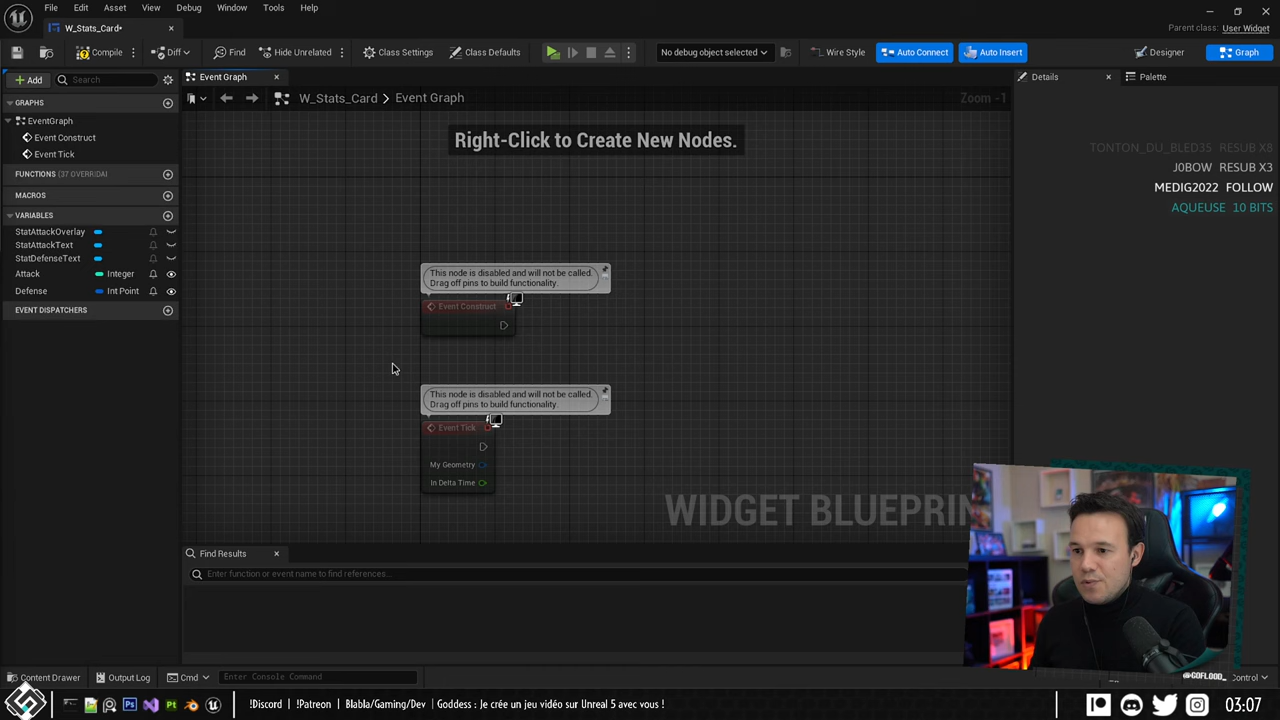 File Edit Asset View Debug Window Tools Help
W_Stats_Card•
Parent class: User Widget
Compile Diff Find Hide Unrelated Class Settings Class Defaults No debug object selected Wire Style Auto Connect Auto Insert Designer Graph
Add Search
Event Graph
Details Palette
W_Stats_Card > Event Graph
Zoom -1
GRAPHS
EventGraph
Event Construct
Event Tick
FUNCTIONS (37 OVERRIDA
MACROS
VARIABLES
StatAttackOverlay
StatAttackText
StatDefenseText
Attack Integer
Defense Int Point
EVENT DISPATCHERS
Right-Click to Create New Nodes.
This node is disabled and will not be called.
Drag off pins to build functionality.
Event Construct
This node is disabled and will not be called.
Drag off pins to build functionality.
Event Tick
My Geometry
In Delta Time
WIDGET BLUEPRIN
TONTON_DU_BLED35 RESUB X8
J0BOW RESUB X3
MEDIG2022 FOLLOW
AQUEUSE 10 BITS
Find Results
Enter function or event name to find references...
Content Drawer Output Log Cmd Enter Console Command
@GOFLOOD_
!Discord | !Patreon | Blabla/Gaming/Dev | Goddess : Je crée un jeu vidéo sur Unreal 5 avec vous !
03:07